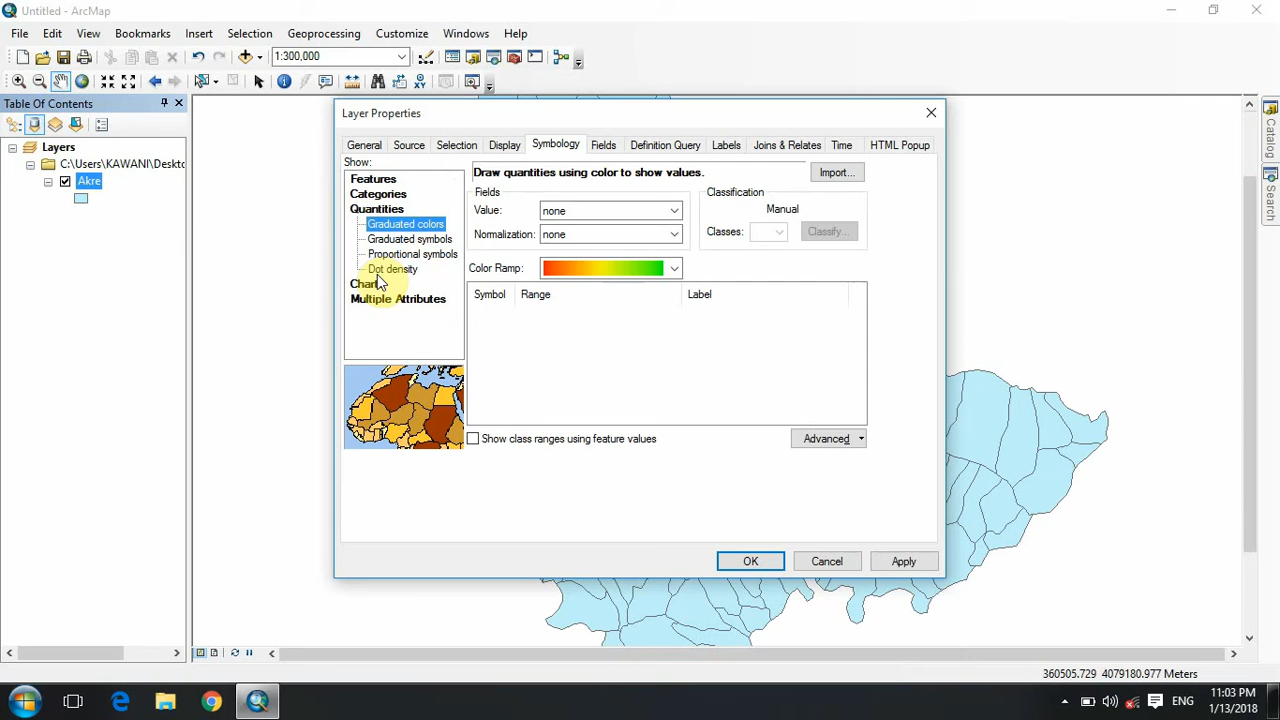 Untitled - ArcMap
File Edit View Bookmarks Insert Selection Geoprocessing Customize Windows Help
1:300,000
Table Of Contents
Layers
C:\Users\KAWANI\Deskto
Akre
Layer Properties
General Source Selection Display Symbology Fields Definition Query Labels Joins & Relates Time HTML Popup
Show:
Features
Categories
Quantities
Graduated colors
Graduated symbols
Proportional symbols
Dot density
Chart
Multiple Attributes
Draw quantities using color to show values.
Import...
Fields
Value: none
Normalization: none
Classification
Manual
Classes:
Classify...
Color Ramp:
Symbol Range Label
Show class ranges using feature values
Advanced
OK Cancel Apply
Catalog
Search
360505.729 4079180.977 Meters
ENG
11:03 PM
1/13/2018